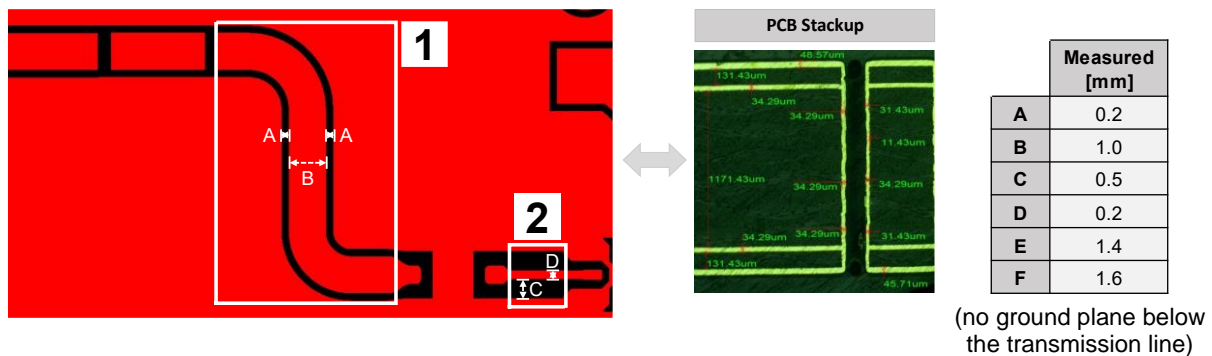 1
A
A
B
2
D
C
PCB Stackup
48.57um
131.43um
34.29um
34.29um
31.43um
11.43um
1171.43um
34.29um
34.29um
34.29um
34.29um
31.43um
131.43um
45.71um
Measured
[mm]
A 0.2
B 1.0
C 0.5
D 0.2
E 1.4
F 1.6
(no ground plane below
the transmission line)